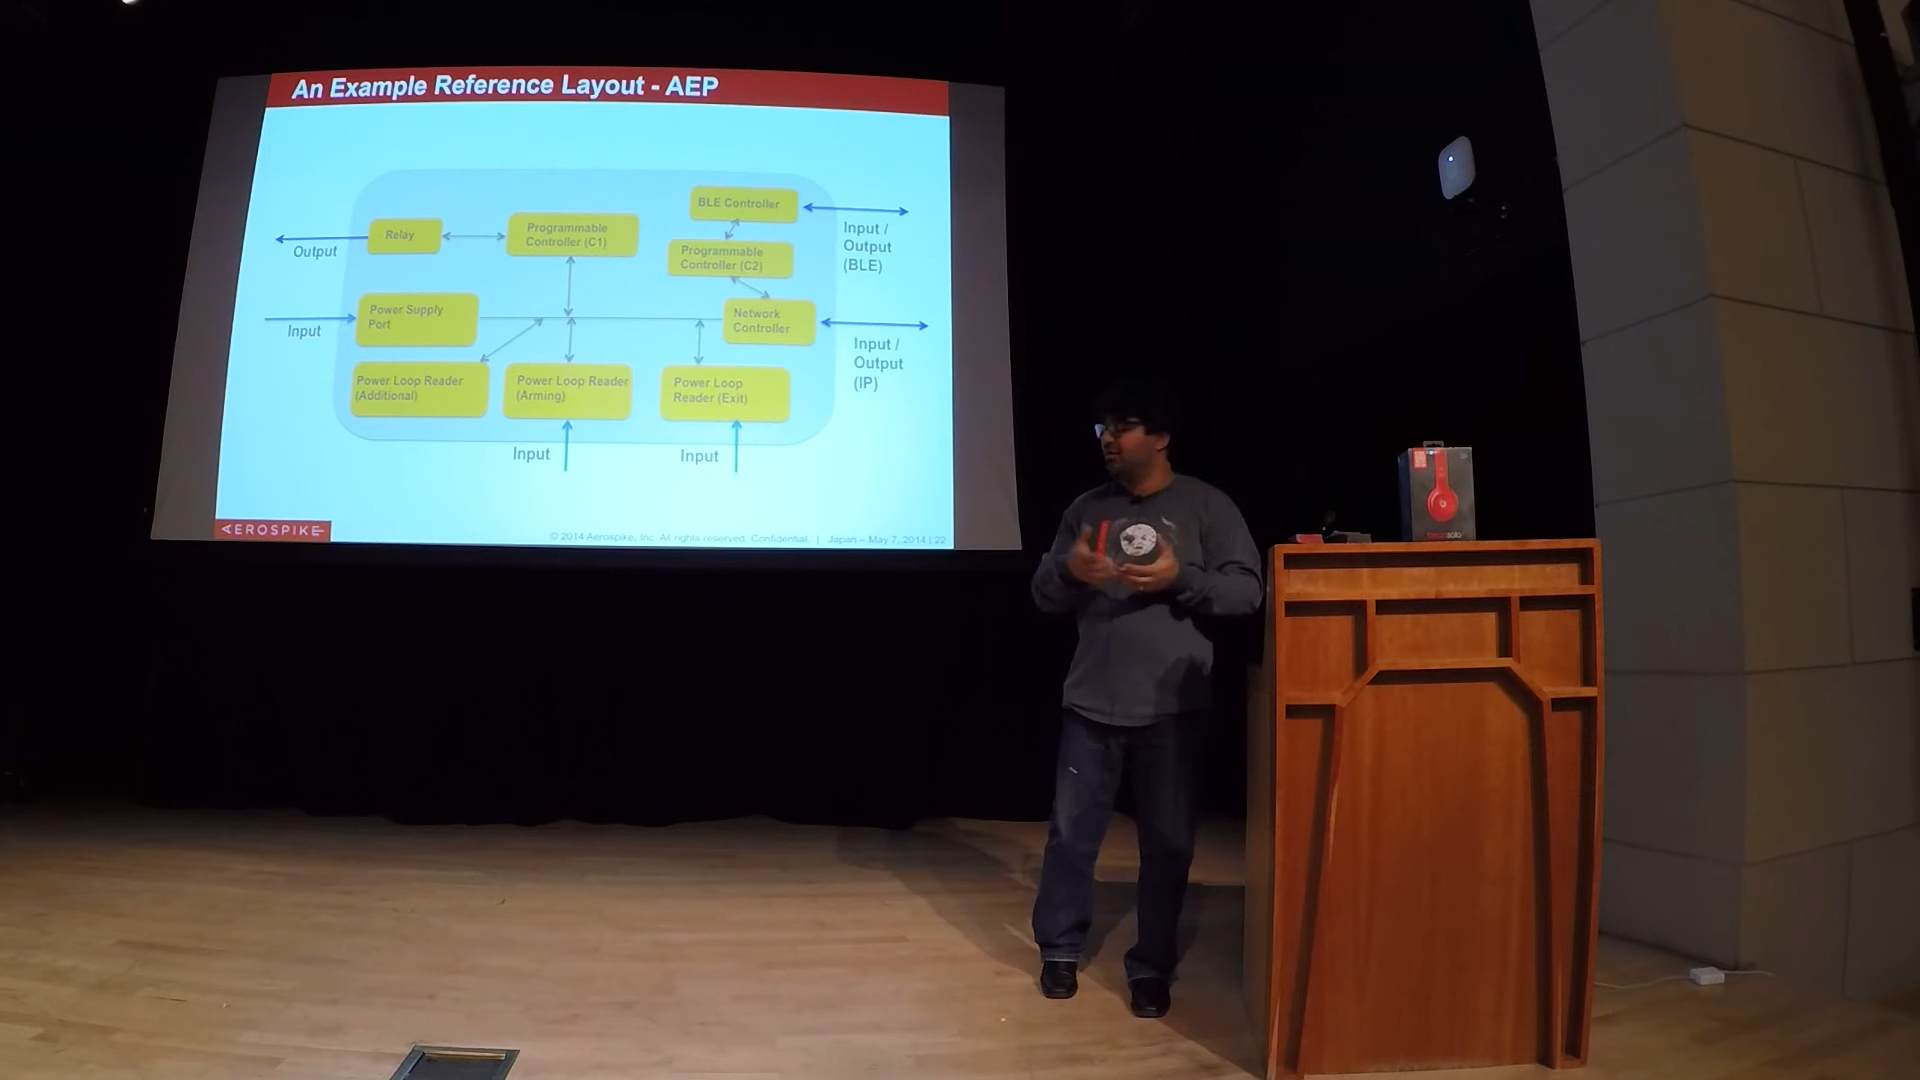 An Example Reference Layout - AEP
BLE Controller
Input /
Output
(BLE)
Relay
Output
Programmable
Controller (C1)
Programmable
Controller (C2)
Power Supply
Port
Input
Network
Controller
Input /
Output
(IP)
Power Loop Reader
(Additional)
Power Loop Reader
(Arming)
Power Loop
Reader (Exit)
Input
Input
AEROSPIKE
© 2014 Aerospike, Inc. All rights reserved. Confidential. | Japan – May 7, 2014 | 22